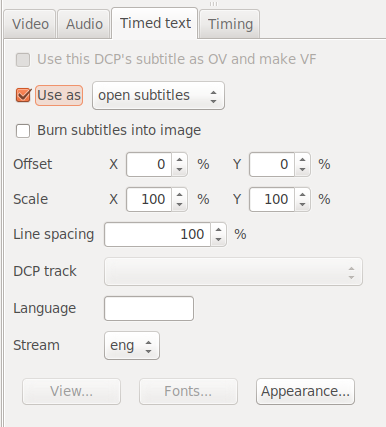 Video Audio Timed text Timing
Use this DCP's subtitle as OV and make VF
Use as open subtitles
Burn subtitles into image
Offset X 0 % Y 0 %
Scale X 100 % Y 100 %
Line spacing 100 %
DCP track
Language
Stream eng
View... Fonts... Appearance...